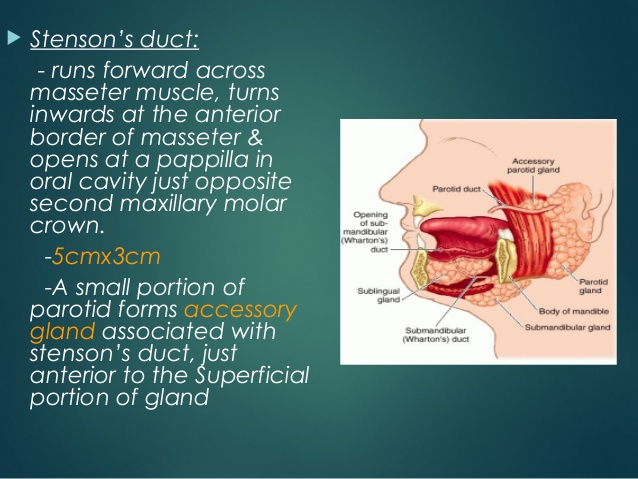 Stenson's duct:
- runs forward across
masseter muscle, turns
inwards at the anterior
border of masseter &
opens at a pappilla in
oral cavity just opposite
second maxillary molar
crown.
-5cmx3cm
-A small portion of
parotid forms accessory
gland associated with
stenson's duct, just
anterior to the Superficial
portion of gland
Accessory
parotid gland
Parotid duct
Opening
of sub-
mandibular
(Wharton's)
duct
Sublingual
gland
Submandibular
(Wharton's) duct
Parotid
gland
Body of mandible
Submandibular gland